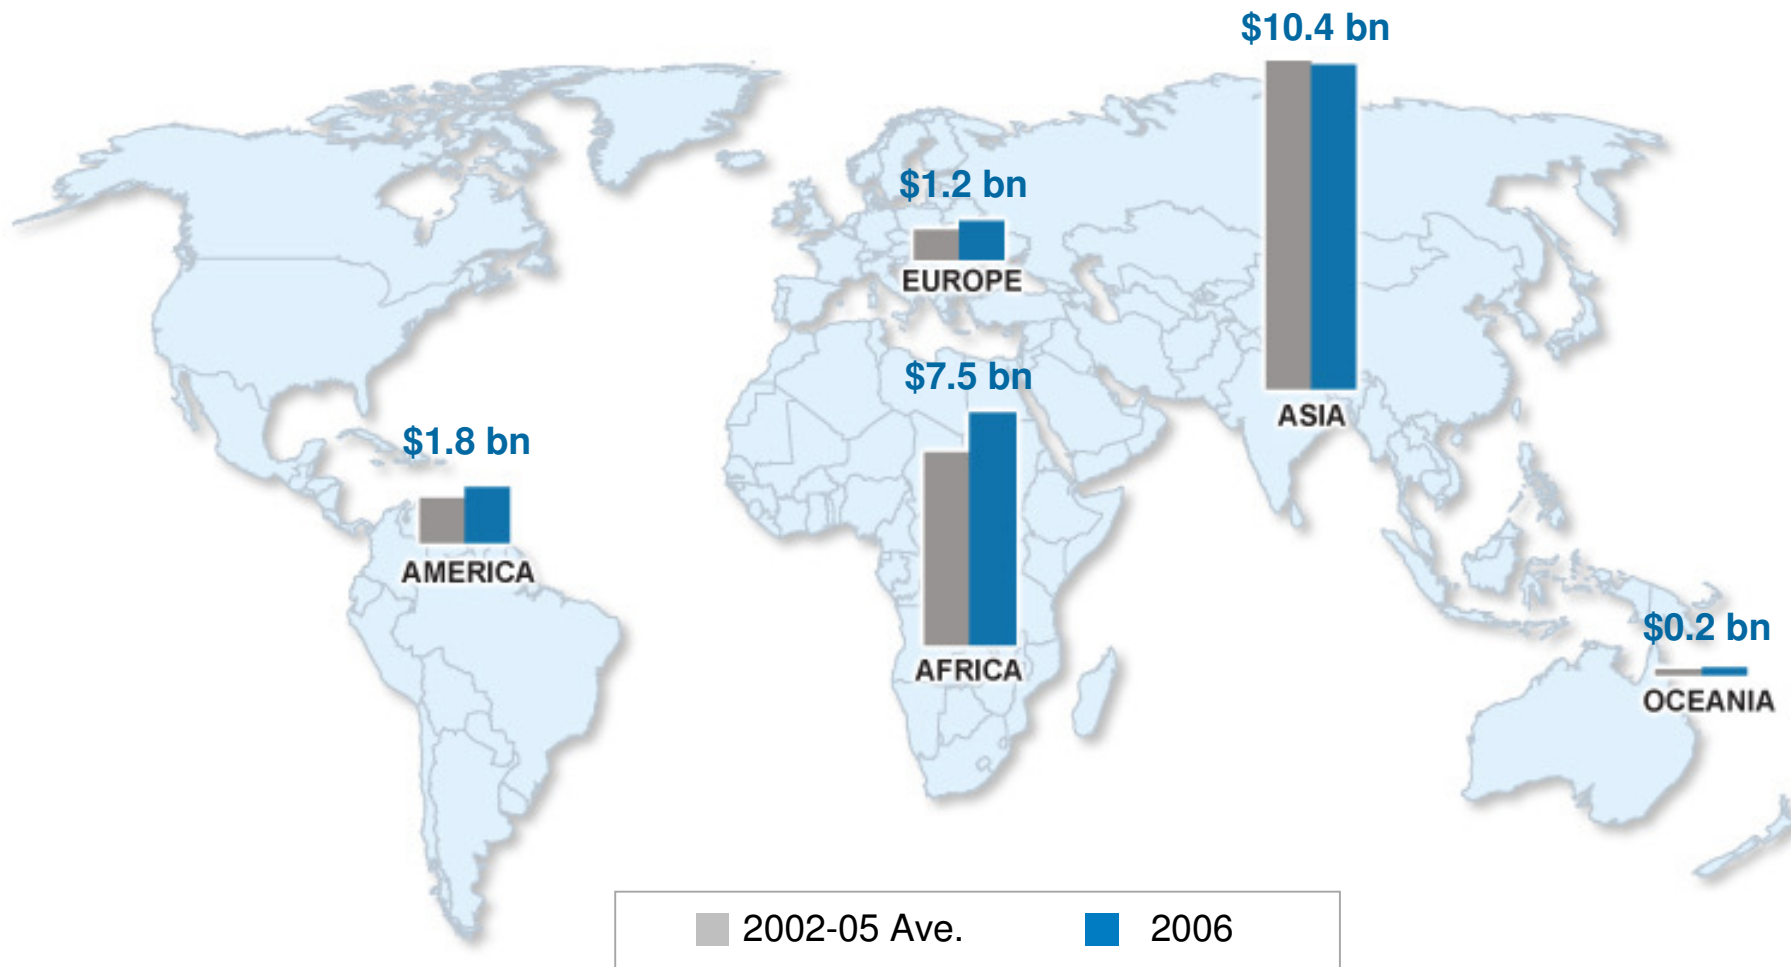 $10.4 bn
$1.2 bn
EUROPE
$7.5 bn
ASIA
$1.8 bn
AMERICA
$0.2 bn
AFRICA
OCEANIA
2002-05 Ave.
2006